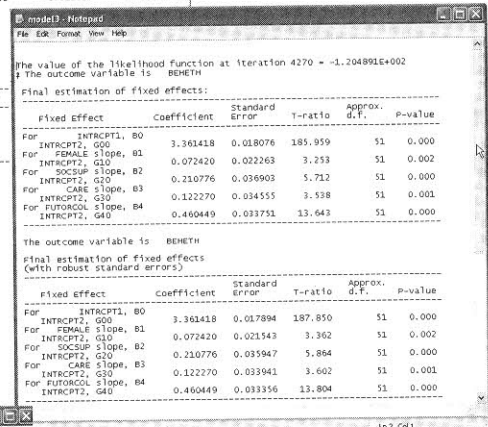 model3 - Notepad
File Edit Format View Help
The value of the likelihood function at iteration 4270 = -1.204891E+002
The outcome variable is BEHETH
Final estimation of fixed effects:
Standard Approx.
Fixed Effect Coefficient Error T-ratio d.f. P-value
For INTRCPT1, B0
INTRCPT2, G00 3.361418 0.018076 185.959 51 0.000
For FEMALE slope, B1
INTRCPT2, G10 0.072420 0.022263 3.253 51 0.002
For SOCSUP slope, B2
INTRCPT2, G20 0.210776 0.036903 5.712 51 0.000
For CARE slope, B3
INTRCPT2, G30 0.122270 0.034555 3.538 51 0.001
For FUTORCOL slope, B4
INTRCPT2, G40 0.460449 0.033751 13.643 51 0.000
The outcome variable is BEHETH
Final estimation of fixed effects
(with robust standard errors)
Standard Approx.
Fixed Effect Coefficient Error T-ratio d.f. P-value
For INTRCPT1, B0
INTRCPT2, G00 3.361418 0.017894 187.850 51 0.000
For FEMALE slope, B1
INTRCPT2, G10 0.072420 0.021543 3.362 51 0.002
For SOCSUP slope, B2
INTRCPT2, G20 0.210776 0.035947 5.864 51 0.000
For CARE slope, B3
INTRCPT2, G30 0.122270 0.033941 3.602 51 0.001
For FUTORCOL slope, B4
INTRCPT2, G40 0.460449 0.033356 13.804 51 0.000